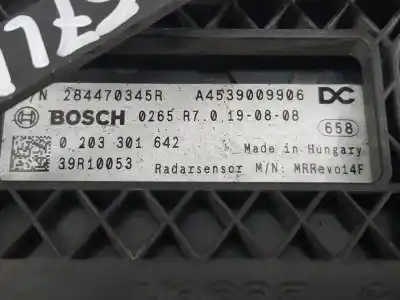 /N 284470345R A4539009906 DC
BOSCH 0265 R7.0 19-08-08 658
0 203 301 642 Made in Hungary
39R10053 Radarsensor M/N: MRRevo14F